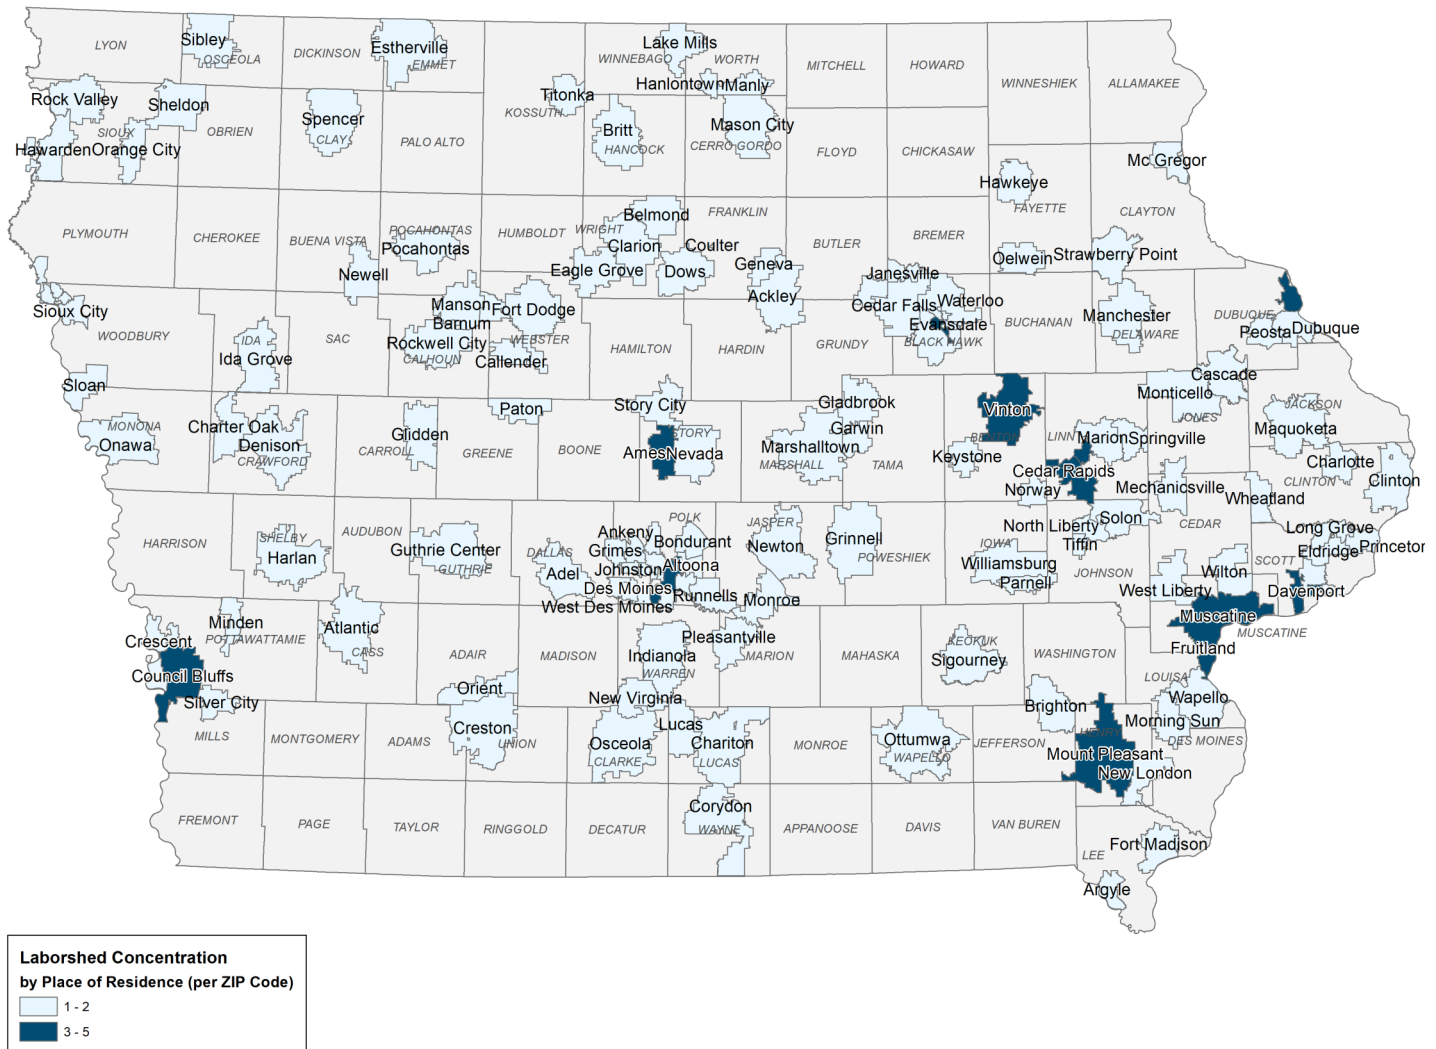 LYON
Sibley
OSCEOLA
DICKINSON
Estherville
EMMET
Lake Mills
WINNEBAGO
WORTH
MITCHELL
HOWARD
WINNESHIEK
ALLAMAKEE
Rock Valley
Sheldon
SIOUX
OBRIEN
Hawarden
Orange City
Spencer
CLAY
PALO ALTO
Titonka
KOSSUTH
Hanlontown
Manly
Britt
HANCOCK
Mason City
CERRO GORDO
FLOYD
CHICKASAW
Mc Gregor
Hawkeye
FAYETTE
CLAYTON
PLYMOUTH
CHEROKEE
BUENA VISTA
POCAHONTAS
Pocahontas
Newell
HUMBOLDT
WRIGHT
Belmond
Clarion
Eagle Grove
FRANKLIN
Coulter
Dows
Geneva
Ackley
BUTLER
BREMER
Janesville
Oelwein
Strawberry Point
Sioux City
WOODBURY
IDA
Ida Grove
SAC
Manson
Fort Dodge
Barnum
Rockwell City
CALHOUN
WEBSTER
Callender
HAMILTON
HARDIN
GRUNDY
Cedar Falls
Waterloo
Evansdale
BLACK HAWK
BUCHANAN
Manchester
DELAWARE
DUBUQUE
Peosta
Dubuque
Sloan
MONONA
Onawa
Charter Oak
Denison
CRAWFORD
CARROLL
Glidden
GREENE
Paton
BOONE
Story City
STORY
Ames
Nevada
Gladbrook
Garwin
Marshalltown
MARSHALL
TAMA
Vinton
BENTON
Keystone
LINN
Marion
Springville
Cedar Rapids
Norway
Cascade
Monticello
JONES
JACKSON
Maquoketa
Charlotte
CLINTON
Clinton
Mechanicsville
Wheatland
CEDAR
HARRISON
SHELBY
Harlan
AUDUBON
Guthrie Center
GUTHRIE
DALLAS
Adel
POLK
Ankeny
Bondurant
Grimes
Johnston
Altoona
Des Moines
Runnells
West Des Moines
JASPER
Newton
Monroe
Grinnell
POWESHIEK
IOWA
Williamsburg
Parnell
North Liberty
Solon
Tiffin
JOHNSON
Long Grove
SCOTT
Eldridge
Princeton
Wilton
West Liberty
Davenport
Muscatine
MUSCATINE
Fruitland
Crescent
Minden
POTTAWATTAMIE
Council Bluffs
Silver City
Atlantic
CASS
ADAIR
MADISON
Orient
Indianola
WARREN
Pleasantville
MARION
MAHASKA
KEOKUK
Sigourney
WASHINGTON
LOUISA
Wapello
Brighton
Morning Sun
DES MOINES
MILLS
MONTGOMERY
ADAMS
Creston
UNION
New Virginia
Osceola
CLARKE
Lucas
Chariton
LUCAS
MONROE
Ottumwa
WAPELLO
JEFFERSON
HENRY
Mount Pleasant
New London
FREMONT
PAGE
TAYLOR
RINGGOLD
DECATUR
Corydon
WAYNE
APPANOOSE
DAVIS
VAN BUREN
LEE
Fort Madison
Argyle
Laborshed Concentration
by Place of Residence (per ZIP Code)
1 - 2
3 - 5